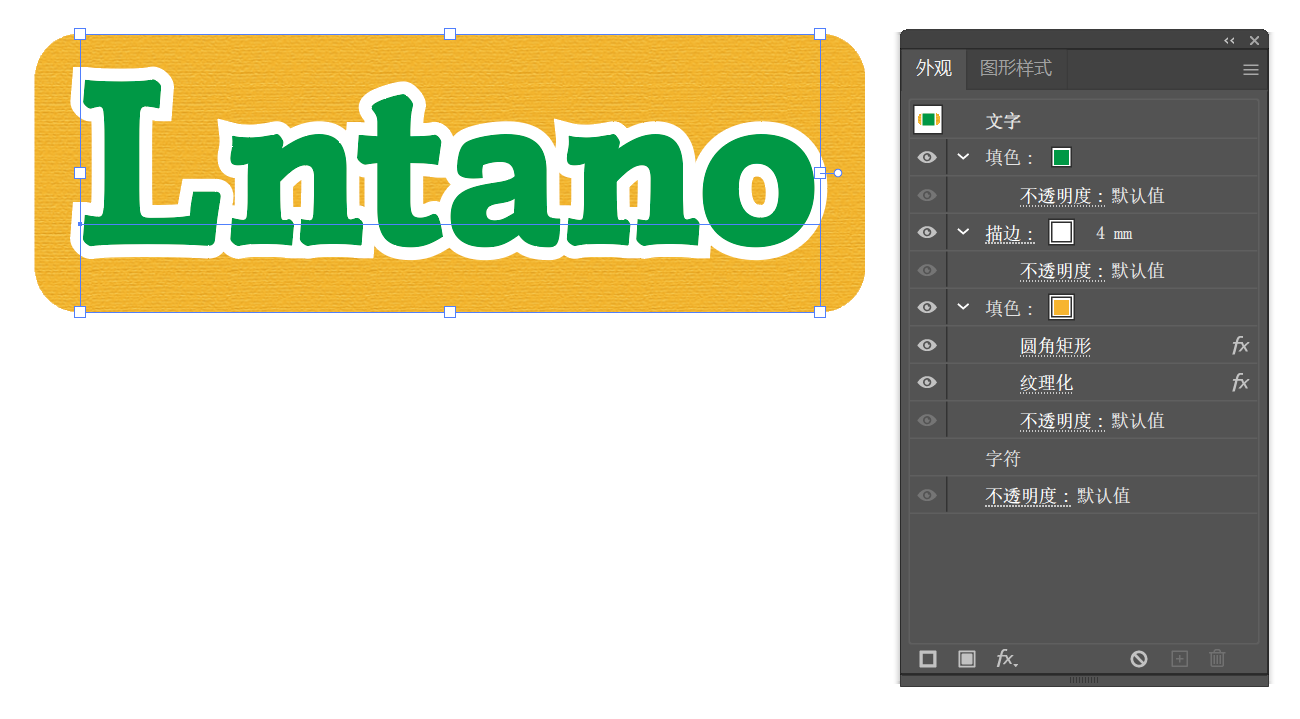 Lntano
外观 图形样式
文字
填色：
不透明度：默认值
描边： 4 mm
不透明度：默认值
填色：
圆角矩形 fx
纹理化 fx
不透明度：默认值
字符
不透明度：默认值
fx